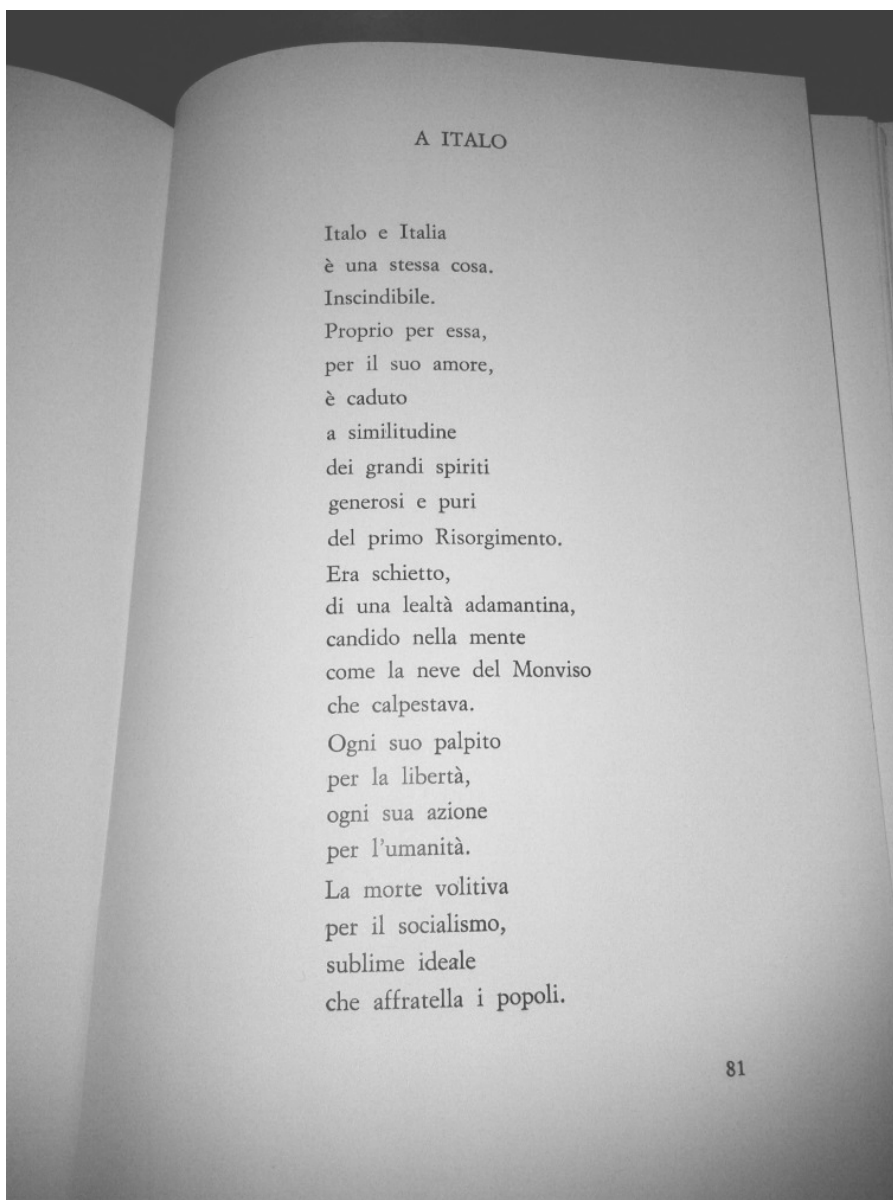 A ITALO
Italo e Italia
è una stessa cosa.
Inscindibile.
Proprio per essa,
per il suo amore,
è caduto
a similitudine
dei grandi spiriti
generosi e puri
del primo Risorgimento.
Era schietto,
di una lealtà adamantina,
candido nella mente
come la neve del Monviso
che calpestava.
Ogni suo palpito
per la libertà,
ogni sua azione
per l'umanità.
La morte volitiva
per il socialismo,
sublime ideale
che affratella i popoli.
81